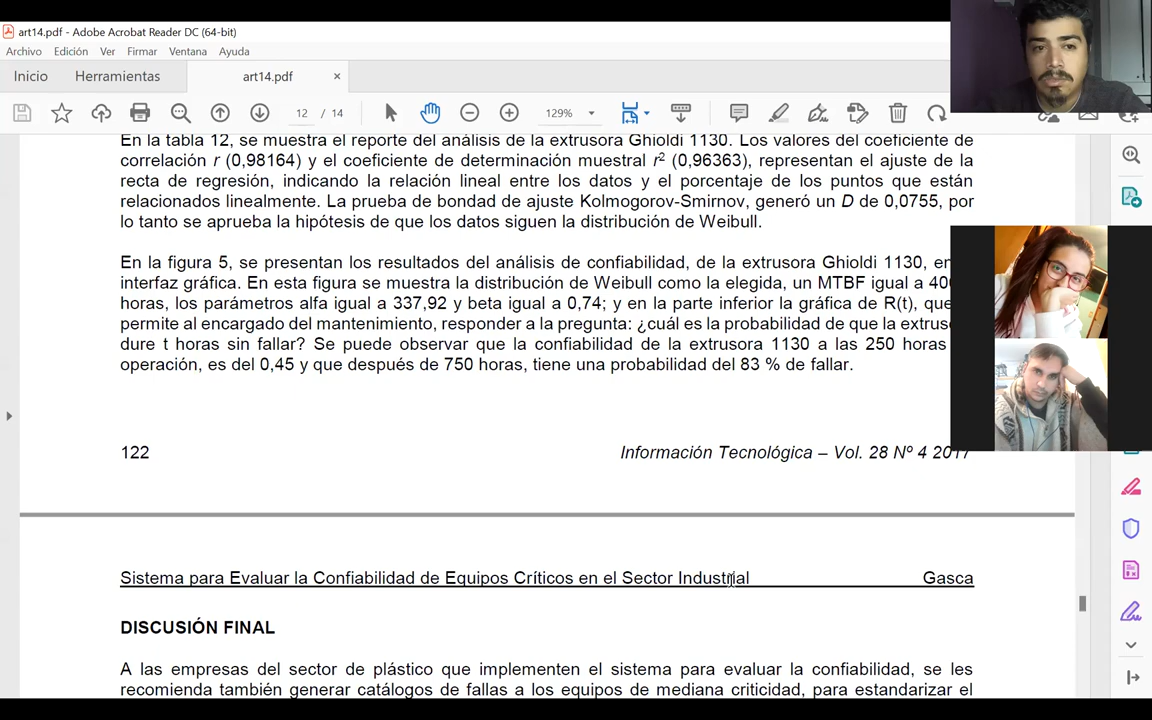 art14.pdf - Adobe Acrobat Reader DC (64-bit)
Archivo Edición Ver Firmar Ventana Ayuda
Inicio Herramientas art14.pdf ×
12 / 14 129%
En la tabla 12, se muestra el reporte del análisis de la extrusora Ghioldi 1130. Los valores del coeficiente de
correlación r (0,98164) y el coeficiente de determinación muestral r² (0,96363), representan el ajuste de la
recta de regresión, indicando la relación lineal entre los datos y el porcentaje de los puntos que están
relacionados linealmente. La prueba de bondad de ajuste Kolmogorov-Smirnov, generó un D de 0,0755, por
lo tanto se aprueba la hipótesis de que los datos siguen la distribución de Weibull.
En la figura 5, se presentan los resultados del análisis de confiabilidad, de la extrusora Ghioldi 1130, en
interfaz gráfica. En esta figura se muestra la distribución de Weibull como la elegida, un MTBF igual a
horas, los parámetros alfa igual a 337,92 y beta igual a 0,74; y en la parte inferior la gráfica de R(t), que
permite al encargado del mantenimiento, responder a la pregunta: ¿cuál es la probabilidad de que la
dure t horas sin fallar? Se puede observar que la confiabilidad de la extrusora 1130 a las 250 horas
operación, es del 0,45 y que después de 750 horas, tiene una probabilidad del 83 % de fallar.
122 Información Tecnológica – Vol. 28 Nº 4 2017
Sistema para Evaluar la Confiabilidad de Equipos Críticos en el Sector Industrial Gasca
DISCUSIÓN FINAL
A las empresas del sector de plástico que implementen el sistema para evaluar la confiabilidad, se les
recomienda también generar catálogos de fallas a los equipos de mediana criticidad, para estandarizar el